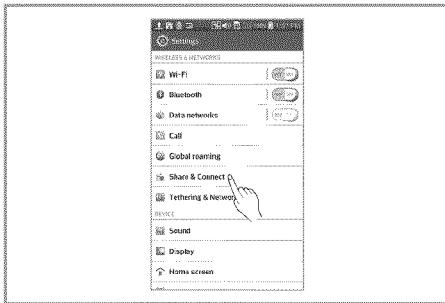 Settings
WIRELESS & NETWORKS
Wi-Fi
Bluetooth
Data networks
Call
Global roaming
Share & Connect
Tethering & Networ
DEVICE
Sound
Display
Home screen